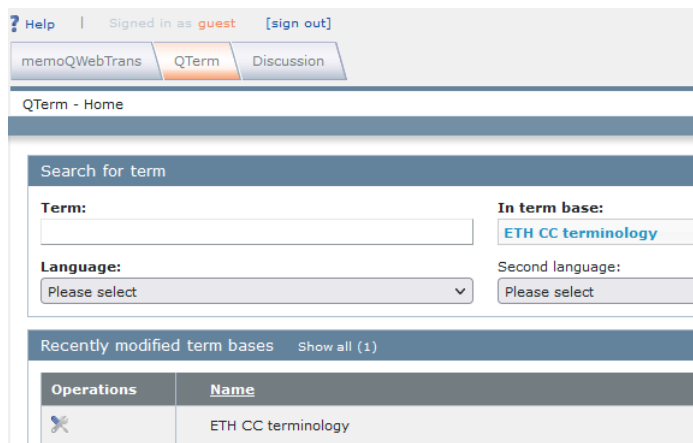 ? Help | Signed in as guest [sign out]
memoQWebTrans QTerm Discussion
QTerm - Home
Search for term
Term: In term base:
ETH CC terminology
Language: Second language:
Please select Please select
Recently modified term bases Show all (1)
Operations Name
ETH CC terminology